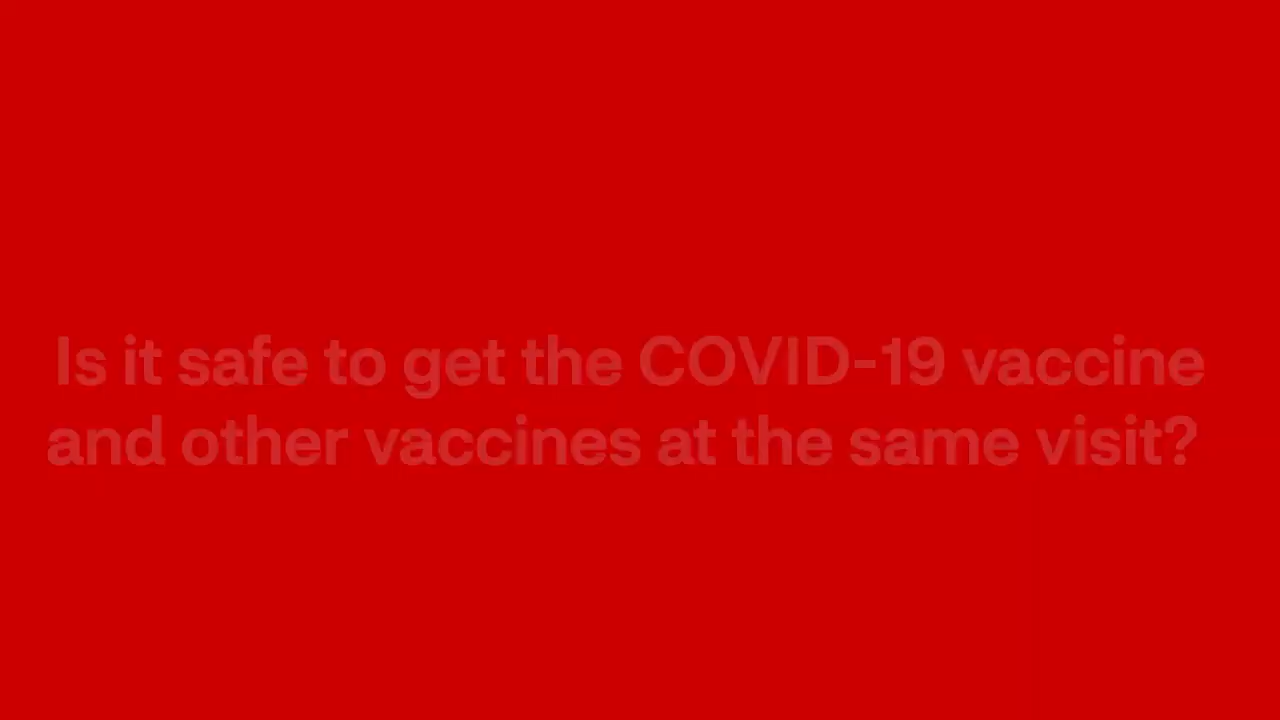 Is it safe to get the COVID-19 vaccine
and other vaccines at the same visit?